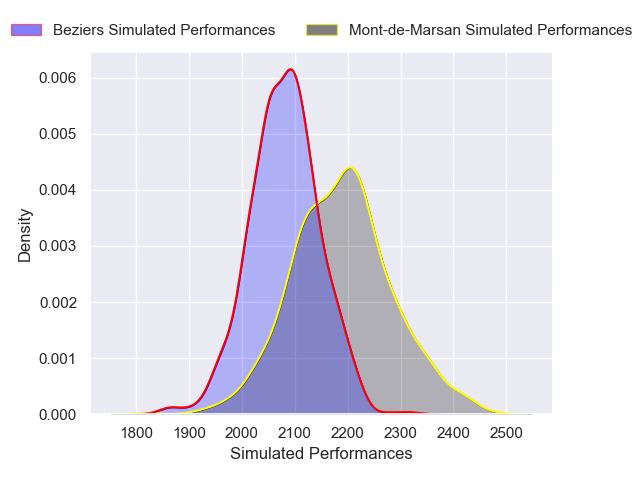 Beziers Simulated Performances
Mont-de-Marsan Simulated Performances
0.006
0.005
0.004
0.003
0.002
0.001
0.000
Density
1800 1900 2000 2100 2200 2300 2400 2500
Simulated Performances